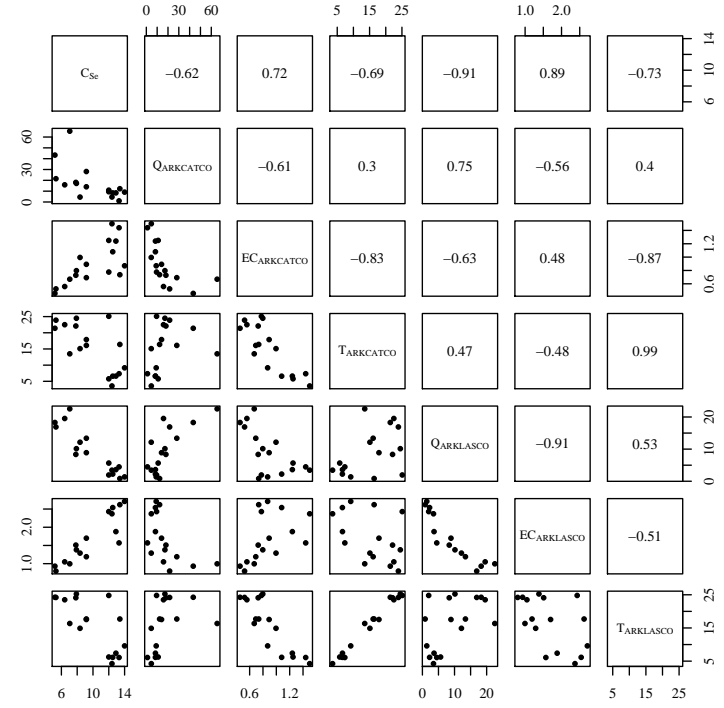 0 30 60
5 15 25
1.0 2.0
C_Se −0.62 0.72 −0.69 −0.91 0.89 −0.73
6 10 14
0 30 60
Q_ARKCATCO −0.61 0.3 0.75 −0.56 0.4
EC_ARKCATCO −0.83 −0.63 0.48 −0.87
0.6 1.2
5 15 25
T_ARKCATCO 0.47 −0.48 0.99
Q_ARKLASCO −0.91 0.53
0 10 20
1.0 2.0
EC_ARKLASCO −0.51
T_ARKLASCO
5 15 25
6 10 14
0.6 1.2
0 10 20
5 15 25